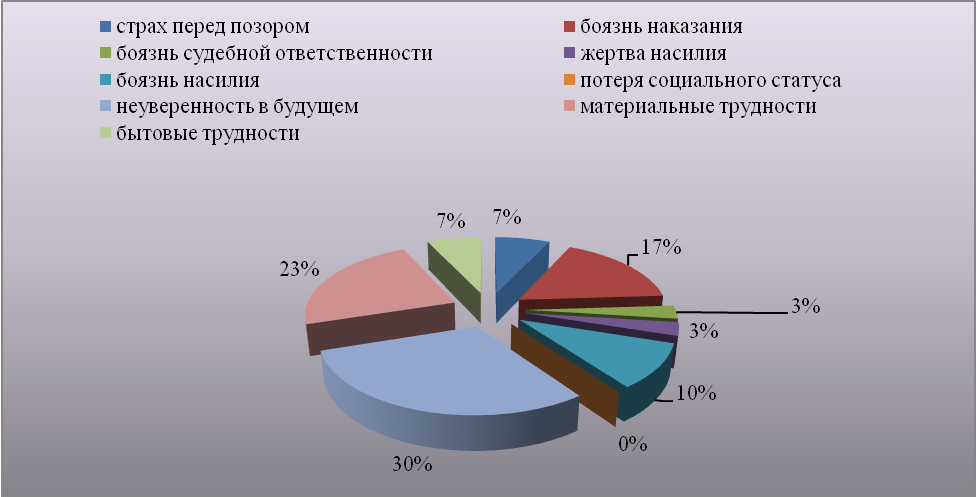 страх перед позором
боязнь наказания
боязнь судебной ответственности
жертва насилия
боязнь насилия
потеря социального статуса
неуверенность в будущем
материальные трудности
бытовые трудности
7%
7%
17%
23%
3%
3%
10%
0%
30%